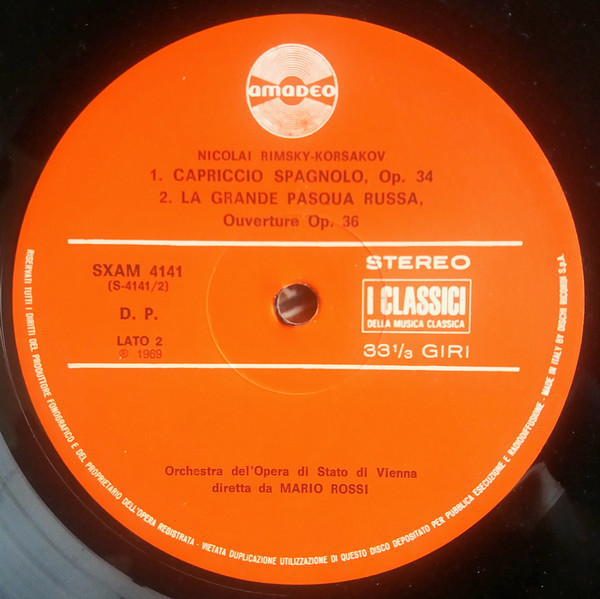 amaDEO
NICOLAI RIMSKY-KORSAKOV
1. CAPRICCIO SPAGNOLO, Op. 34
2. LA GRANDE PASQUA RUSSA,
Ouverture Op. 36
SXAM 4141
(S-4141/2)
D. P.
LATO 2
℗ 1969
STEREO
I CLASSICI
DELLA MUSICA CLASSICA
33 1/3 GIRI
Orchestra del'Opera di Stato di Vienna
diretta da MARIO ROSSI
RISERVATI TUTTI I DIRITTI DEL PRODUTTORE FONOGRAFICO E DEL PROPRIETARIO DELL'OPERA REGISTRATA - VIETATA DUPLICAZIONE UTILIZZAZIONE DI QUESTO DISCO DEPOSITATO PER PUBBLICA ESECUZIONE E RADIODIFFUSIONE - MADE IN ITALY BY DISCHI RICORDI S.p.A.